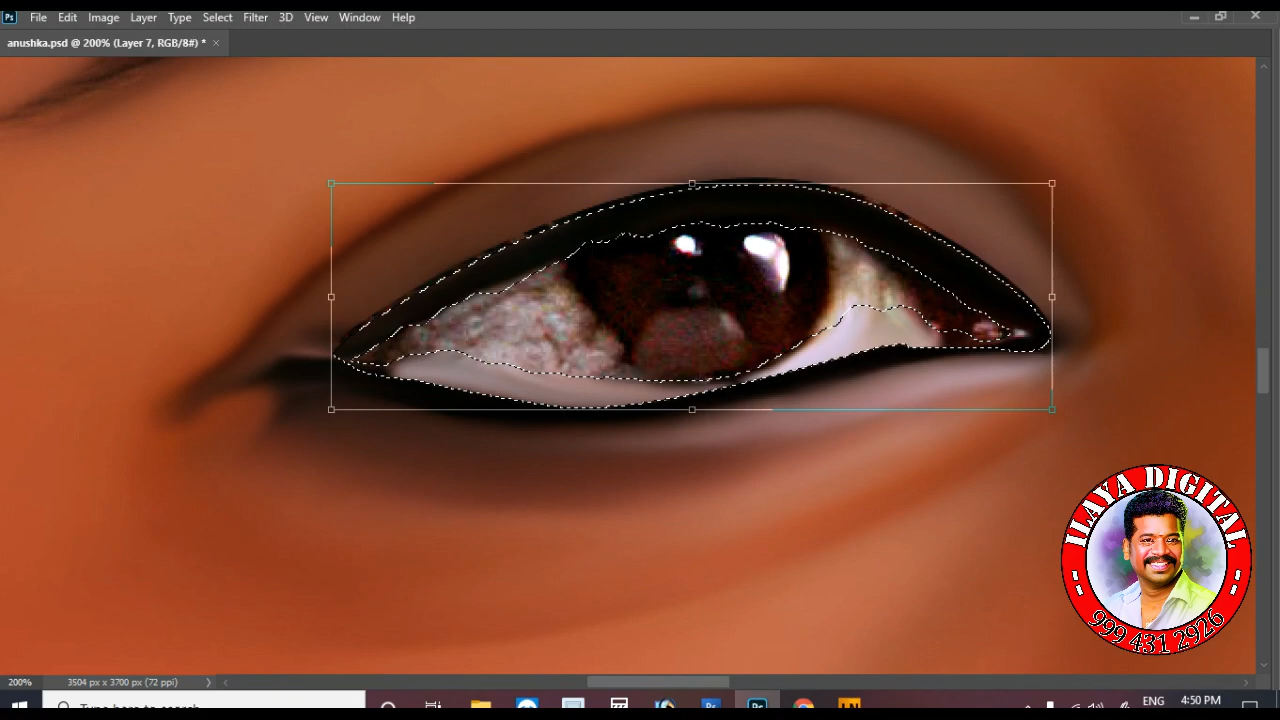 Ps File Edit Image Layer Type Select Filter 3D View Window Help
anushka.psd @ 200% (Layer 7, RGB/8#) * ×
ILAYA DIGITAL
999 431 2926
200% 3504 px x 3700 px (72 ppi)
ENG 4:50 PM